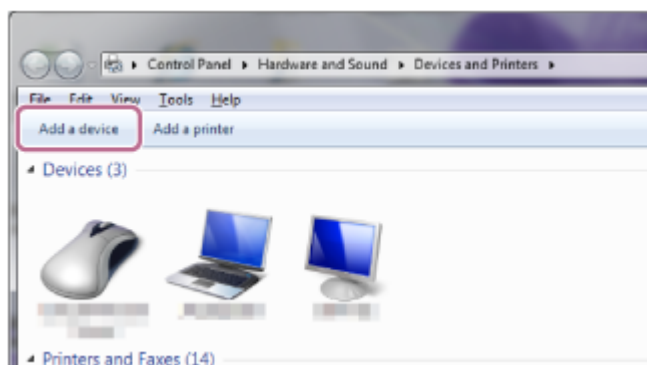 Control Panel ▸ Hardware and Sound ▸ Devices and Printers ▸
File Edit View Tools Help
Add a device Add a printer
Devices (3)
Printers and Faxes (14)